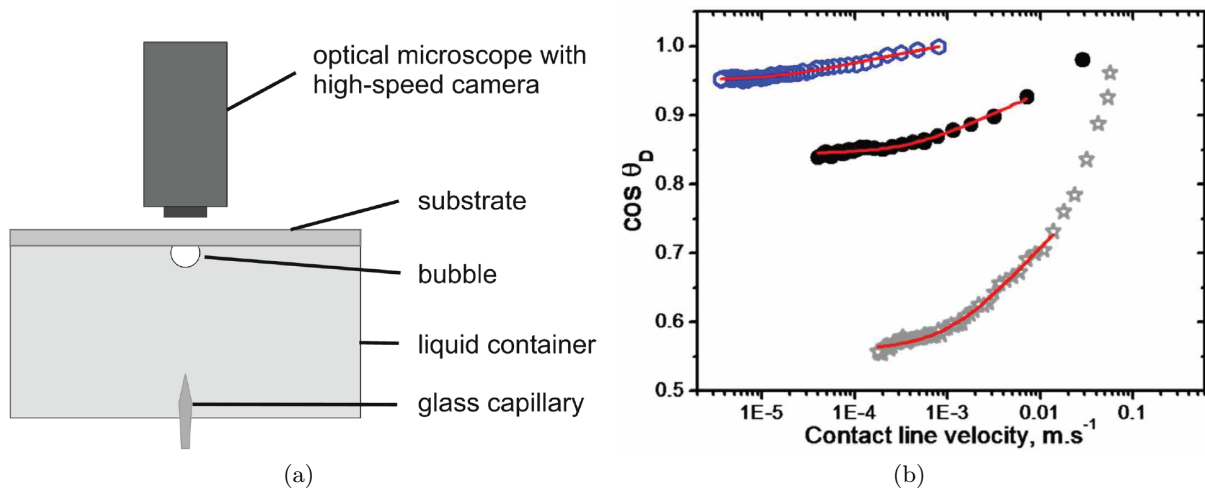 optical microscope with
high-speed camera
substrate
bubble
liquid container
glass capillary
(a)
1.0
0.9
0.8
0.7
0.6
0.5
cos θD
1E-5 1E-4 1E-3 0.01 0.1
Contact line velocity, m.s-1
(b)